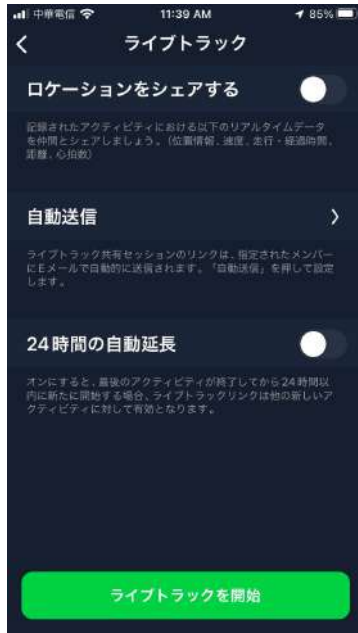 中華電信
11:39 AM
85%
ライブトラック
ロケーションをシェアする
記録されたアクティビティにおける以下のリアルタイムデータ
を仲間とシェアしましょう。(位置情報、速度、走行・経過時間、
距離、心拍数)
自動送信
ライブトラック共有セッションのリンクは、指定されたメンバー
にEメールで自動的に送信されます。「自動送信」を押して設定
します。
24時間の自動延長
オンにすると、最後のアクティビティが終了してから24時間以
内に新たに開始する場合、ライブトラックリンクは他の新しいア
クティビティに対して有効となります。
ライブトラックを開始